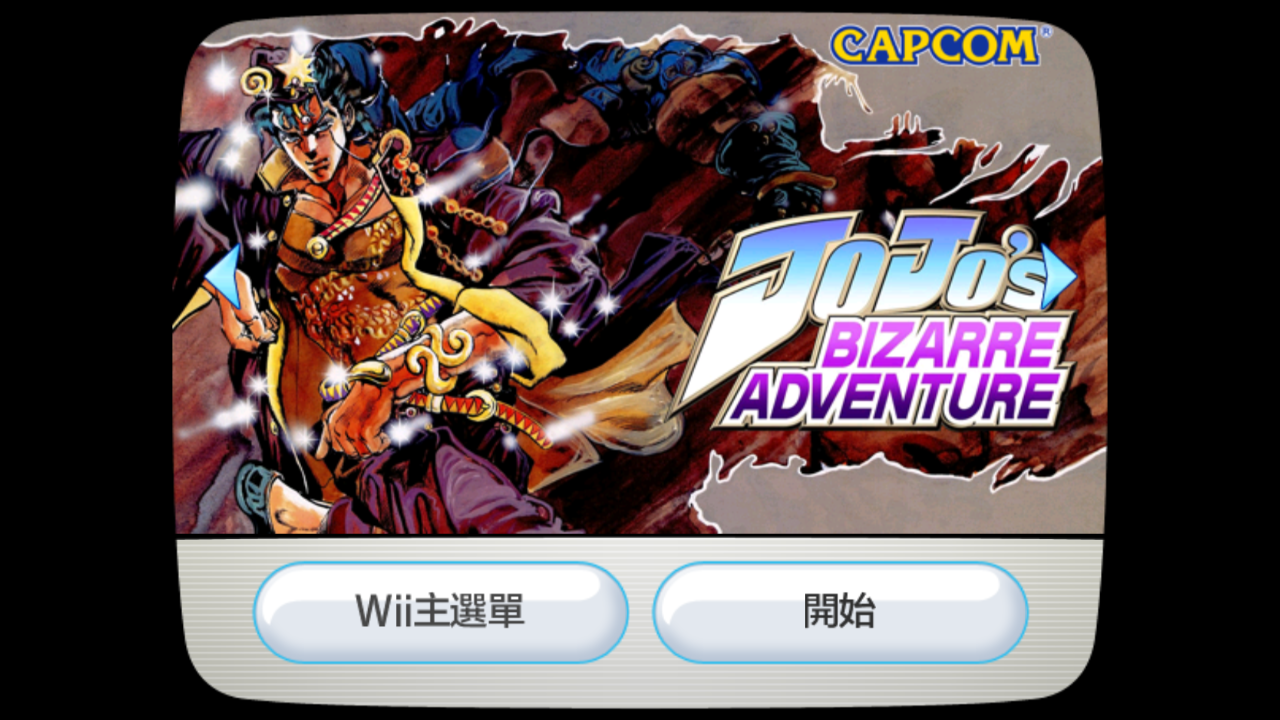 CAPCOM®
JoJo's
BIZARRE
ADVENTURE
Wii主選單
開始